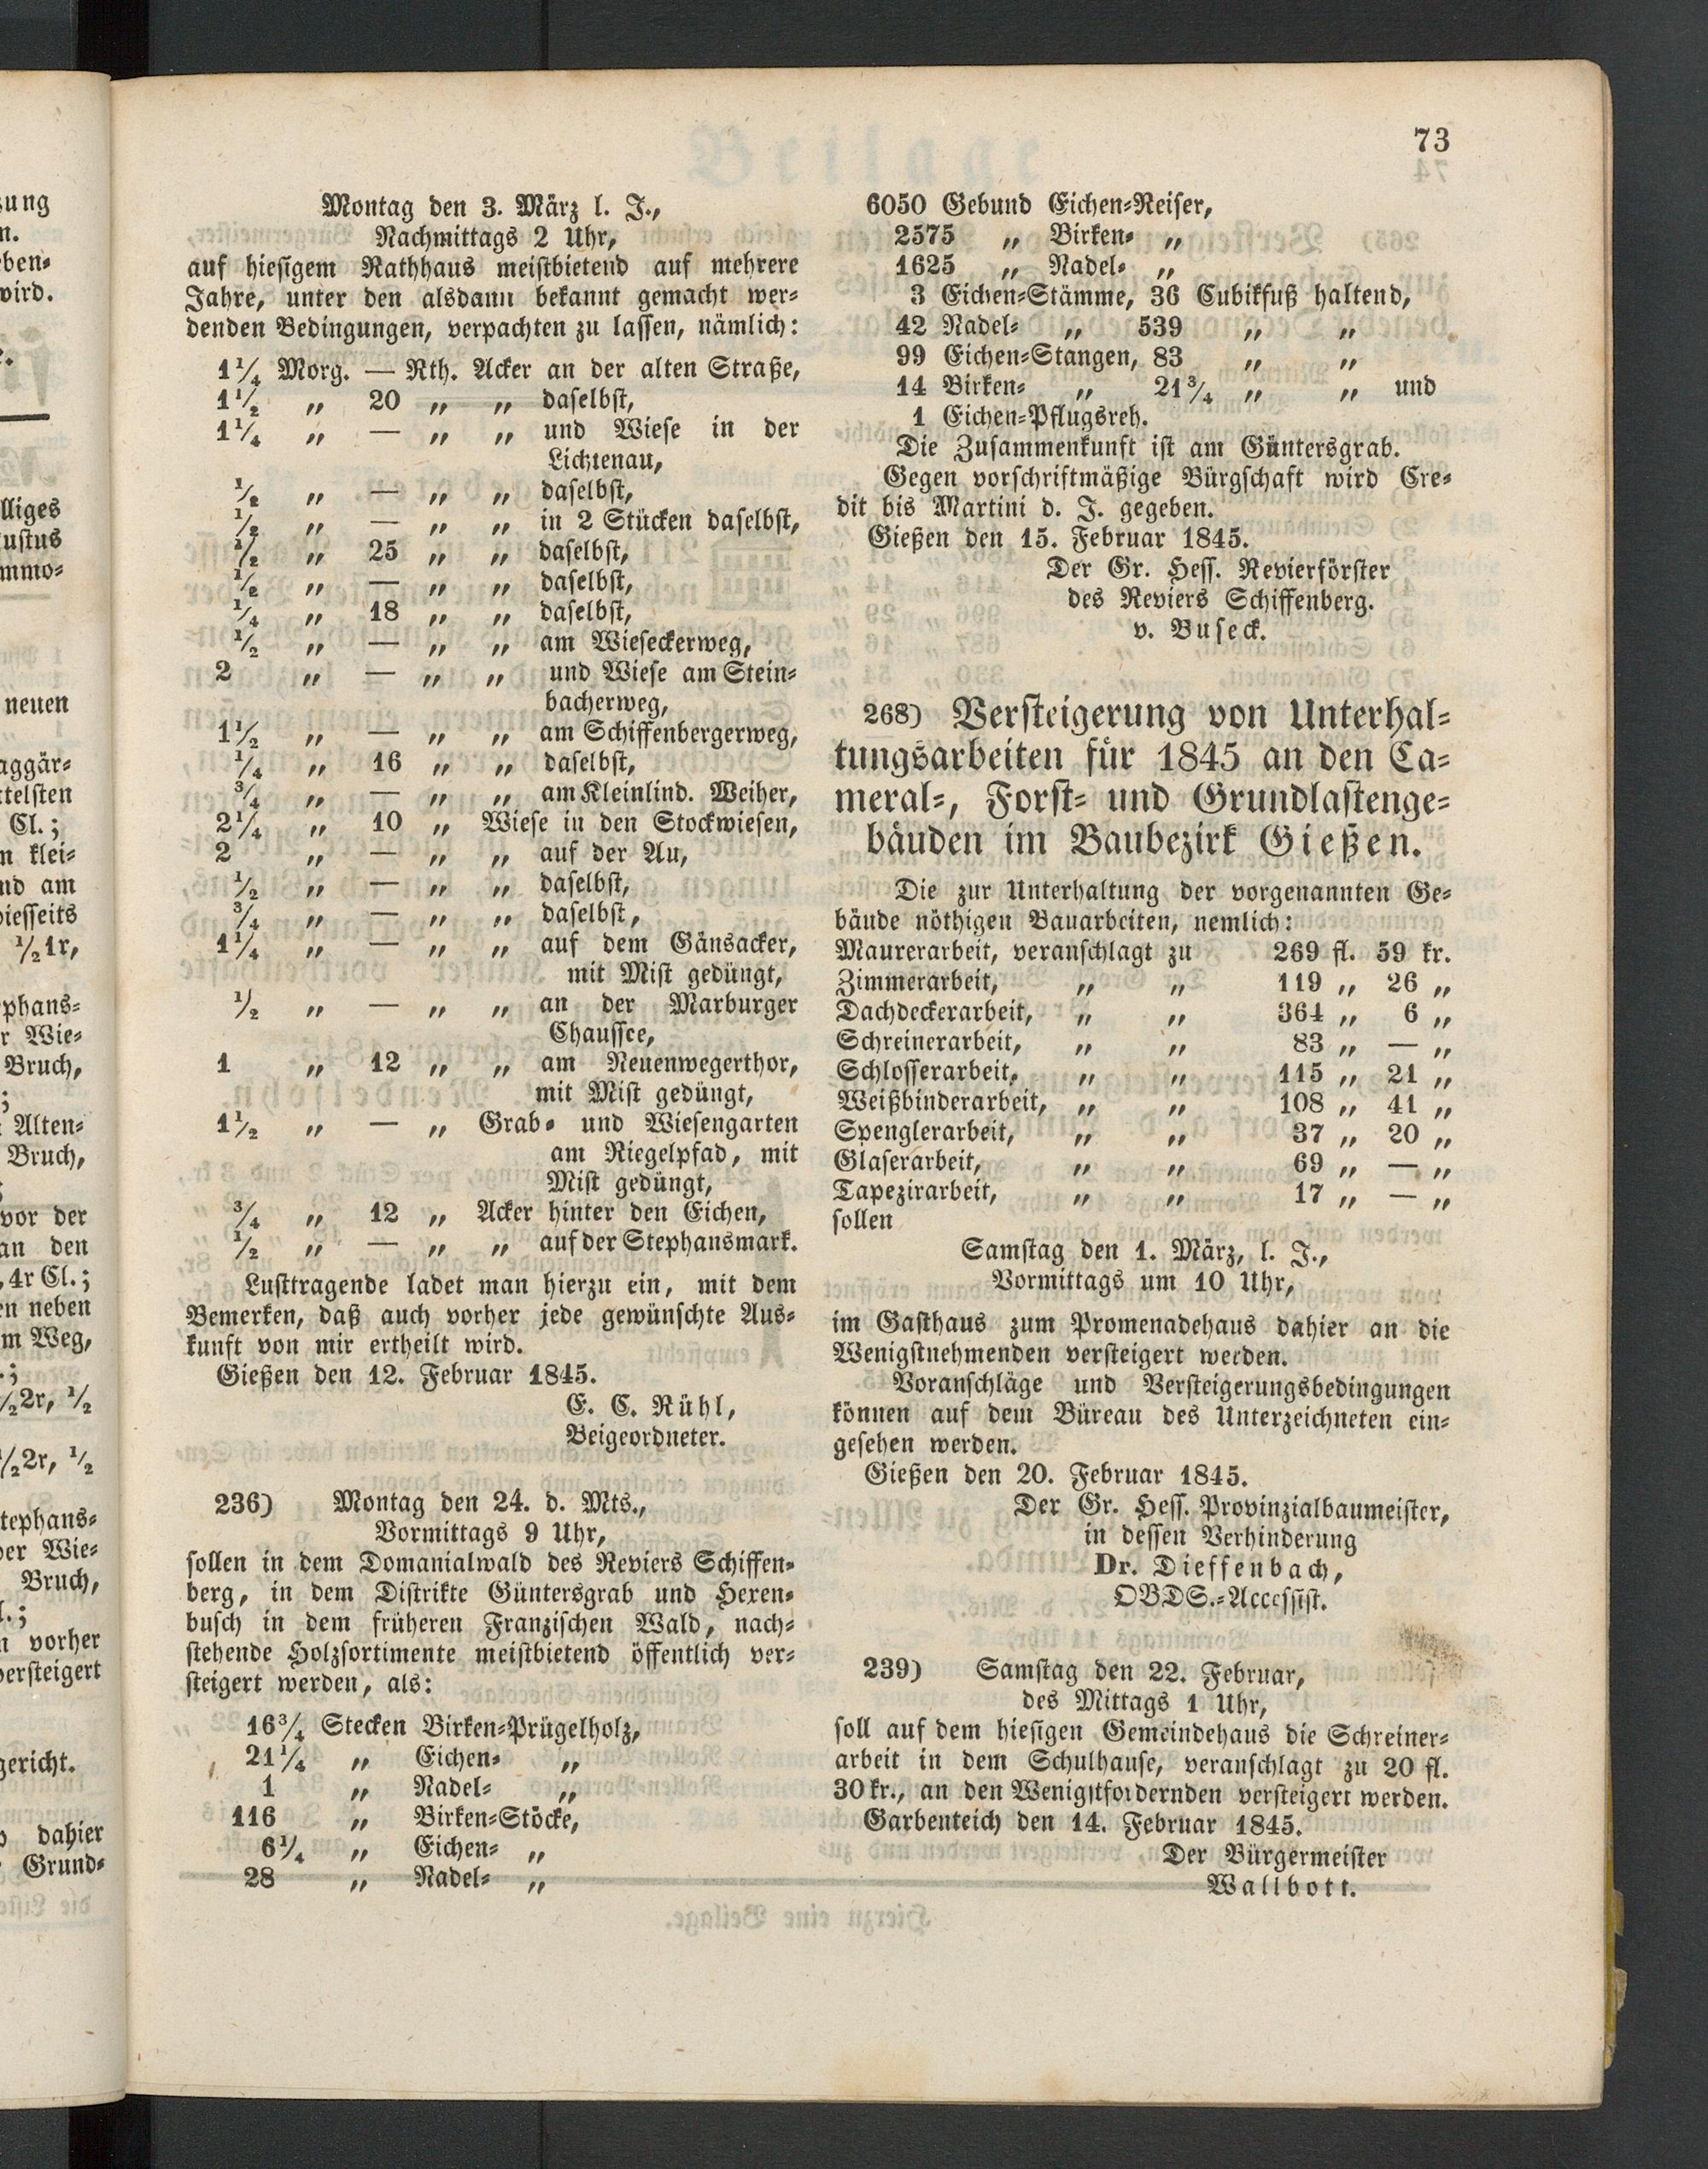 73
Montag den 3. März l. J.,
Nachmittags 2 Uhr,
auf hiesigem Rathhaus meistbietend auf mehrere
Jahre, unter den alsdann bekannt gemacht wer=
denden Bedingungen, verpachten zu lassen, nämlich:
1¼ Morg. — Rth. Acker an der alten Straße,
1½ „ 20 „ „ daselbst,
1¼ „ — „ „ und Wiese in der
Lichtenau,
½ „ — „ „ daselbst,
½ „ — „ „ in 2 Stücken daselbst,
½ „ 25 „ „ daselbst,
½ „ — „ „ daselbst,
¼ „ 18 „ „ daselbst,
½ „ — „ „ am Wieseckerweg,
2 „ — „ „ und Wiese am Stein=
bacherweg,
1½ „ — „ „ am Schiffenbergerweg,
¼ „ 16 „ „ daselbst,
¾ „ — „ „ am Kleinlind. Weiher,
2¼ „ 10 „ Wiese in den Stockwiesen,
2 „ — „ „ auf der Au,
½ „ — „ „ daselbst,
¾ „ — „ „ daselbst,
1¼ „ — „ „ auf dem Gänsacker,
mit Mist gedüngt,
½ „ — „ „ an der Marburger
Chaussee,
1 „ 12 „ „ am Neuenwegerthor,
mit Mist gedüngt,
1½ „ — „ Grab= und Wiesengarten
am Riegelpfad, mit
Mist gedüngt,
¾ „ 12 „ Acker hinter den Eichen,
½ „ — „ „ auf der Stephansmark.
Lusttragende ladet man hierzu ein, mit dem
Bemerken, daß auch vorher jede gewünschte Aus=
kunft von mir ertheilt wird.
Gießen den 12. Februar 1845.
E. C. Rühl,
Beigeordneter.
236) Montag den 24. d. Mts.,
Vormittags 9 Uhr,
sollen in dem Domanialwald des Reviers Schiffen=
berg, in dem Distrikte Güntersgrab und Hexen=
busch in dem früheren Franzischen Wald, nach=
stehende Holzsortimente meistbietend öffentlich ver=
steigert werden, als:
16¾ Stecken Birken=Prügelholz,
21¼ „ Eichen= „
1 „ Nadel= „
116 „ Birken=Stöcke,
6¼ „ Eichen= „
28 „ Nadel= „
6050 Gebund Eichen=Reiser,
2575 „ Birken= „
1625 „ Nadel= „
3 Eichen=Stämme, 36 Cubikfuß haltend,
42 Nadel= „ 539 „ „
99 Eichen=Stangen, 83 „ „
14 Birken= „ 21¾ „ „ und
1 Eichen=Pflugsreh.
Die Zusammenkunft ist am Güntersgrab.
Gegen vorschriftmäßige Bürgschaft wird Cre=
dit bis Martini d. J. gegeben.
Gießen den 15. Februar 1845.
Der Gr. Hess. Revierförster
des Reviers Schiffenberg.
v. Buseck.
268) Versteigerung von Unterhal=
tungsarbeiten für 1845 an den Ca=
meral=, Forst= und Grundlastenge=
bäuden im Baubezirk Gießen.
Die zur Unterhaltung der vorgenannten Ge=
bäude nöthigen Bauarbeiten, nemlich:
Maurerarbeit, veranschlagt zu 269 fl. 59 kr.
Zimmerarbeit, „ „ 119 „ 26 „
Dachdeckerarbeit, „ „ 364 „ 6 „
Schreinerarbeit, „ „ 83 „ — „
Schlosserarbeit, „ „ 115 „ 21 „
Weißbinderarbeit, „ „ 108 „ 41 „
Spenglerarbeit, „ „ 37 „ 20 „
Glaserarbeit, „ „ 69 „ — „
Tapezirarbeit, „ „ 17 „ — „
sollen
Samstag den 1. März, l. J.,
Vormittags um 10 Uhr,
im Gasthaus zum Promenadehaus dahier an die
Wenigstnehmenden versteigert werden.
Voranschläge und Versteigerungsbedingungen
können auf dem Büreau des Unterzeichneten ein=
gesehen werden.
Gießen den 20. Februar 1845.
Der Gr. Hess. Provinzialbaumeister,
in dessen Verhinderung
Dr. Dieffenbach,
OBDS.=Accessist.
239) Samstag den 22. Februar,
des Mittags 1 Uhr,
soll auf dem hiesigen Gemeindehaus die Schreiner=
arbeit in dem Schulhause, veranschlagt zu 20 fl.
30 kr., an den Wenigstfordernden versteigert werden.
Garbenteich den 14. Februar 1845.
Der Bürgermeister
Wallbott.